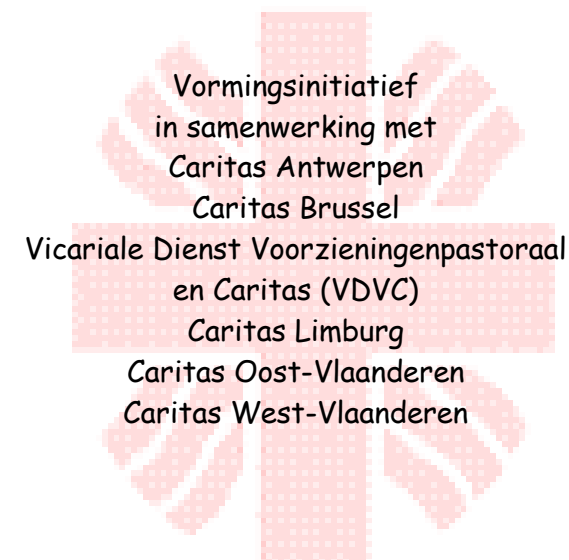 Vormingsinitiatief
in samenwerking met
Caritas Antwerpen
Caritas Brussel
Vicariale Dienst Voorzieningenpastoraal
en Caritas (VDVC)
Caritas Limburg
Caritas Oost-Vlaanderen
Caritas West-Vlaanderen